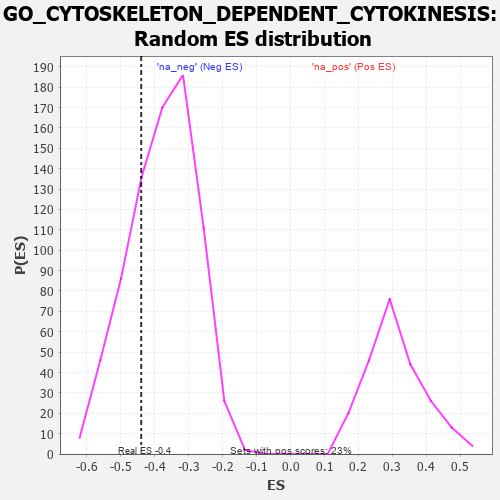 GO_CYTOSKELETON_DEPENDENT_CYTOKINESIS:
Random ES distribution
'na_neg' (Neg ES) 'na_pos' (Pos ES)
190
180
170
160
150
140
130
120
110
100
90
80
70
60
50
40
30
20
10
0
P(ES)
Real ES -0.4 Sets with pos scores: 23%
-0.6 -0.5 -0.4 -0.3 -0.2 -0.1 0.0 0.1 0.2 0.3 0.4 0.5
ES